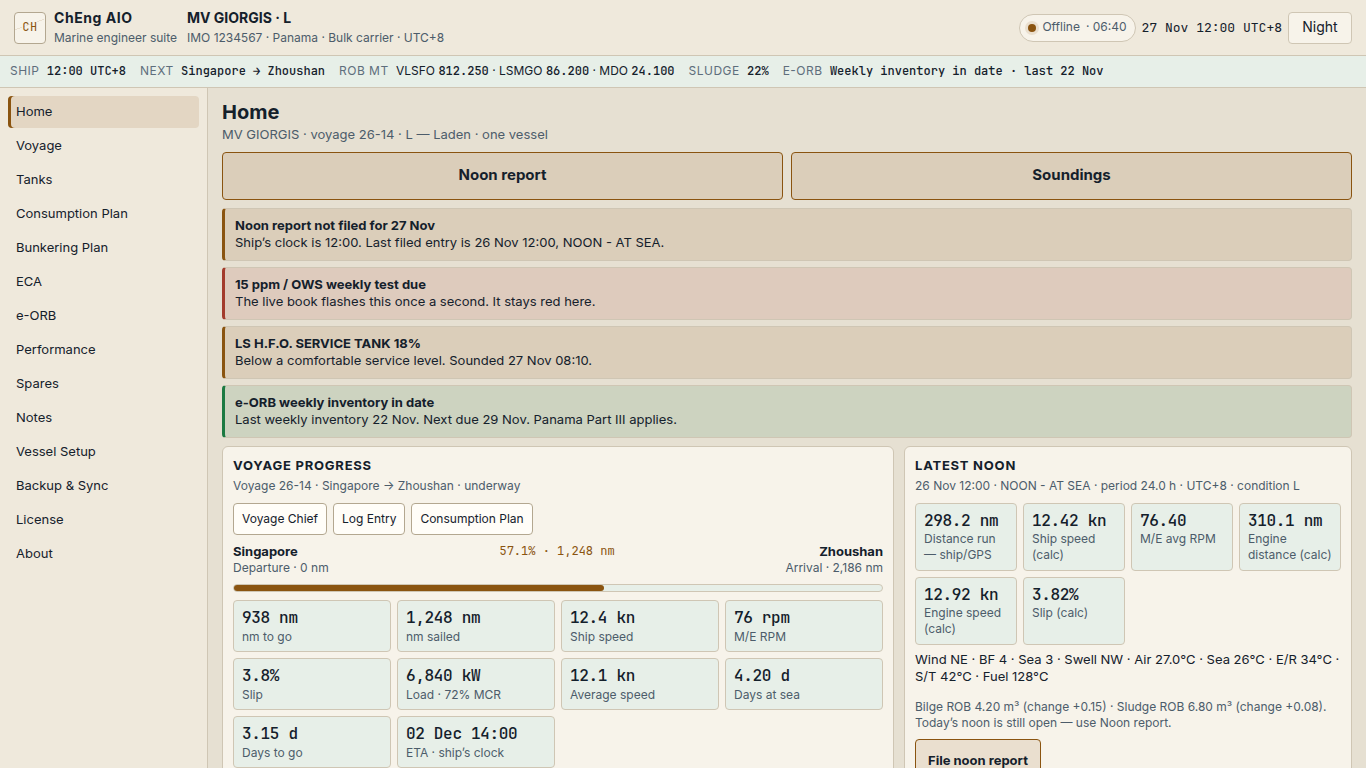 CH
ChEng AIO
Marine engineer suite
MV GIORGIS · L
IMO 1234567 · Panama · Bulk carrier · UTC+8
Offline · 06:40
27 Nov 12:00 UTC+8
Night
SHIP 12:00 UTC+8 NEXT Singapore → Zhoushan ROB MT VLSFO 812.250 · LSMGO 86.200 · MDO 24.100 SLUDGE 22% E-ORB Weekly inventory in date · last 22 Nov
Home
Voyage
Tanks
Consumption Plan
Bunkering Plan
ECA
e-ORB
Performance
Spares
Notes
Vessel Setup
Backup & Sync
License
About
Home
MV GIORGIS · voyage 26-14 · L — Laden · one vessel
Noon report
Soundings
Noon report not filed for 27 Nov
Ship's clock is 12:00. Last filed entry is 26 Nov 12:00, NOON - AT SEA.
15 ppm / OWS weekly test due
The live book flashes this once a second. It stays red here.
LS H.F.O. SERVICE TANK 18%
Below a comfortable service level. Sounded 27 Nov 08:10.
e-ORB weekly inventory in date
Last weekly inventory 22 Nov. Next due 29 Nov. Panama Part III applies.
VOYAGE PROGRESS
Voyage 26-14 · Singapore → Zhoushan · underway
Voyage Chief
Log Entry
Consumption Plan
Singapore
Departure · 0 nm
57.1% · 1,248 nm
Zhoushan
Arrival · 2,186 nm
938 nm
nm to go
1,248 nm
nm sailed
12.4 kn
Ship speed
76 rpm
M/E RPM
3.8%
Slip
6,840 kW
Load · 72% MCR
12.1 kn
Average speed
4.20 d
Days at sea
3.15 d
Days to go
02 Dec 14:00
ETA · ship's clock
LATEST NOON
26 Nov 12:00 · NOON - AT SEA · period 24.0 h · UTC+8 · condition L
298.2 nm
Distance run
— ship/GPS
12.42 kn
Ship speed
(calc)
76.40
M/E avg RPM
310.1 nm
Engine
distance (calc)
12.92 kn
Engine speed
(calc)
3.82%
Slip (calc)
Wind NE · BF 4 · Sea 3 · Swell NW · Air 27.0°C · Sea 26°C · E/R 34°C ·
S/T 42°C · Fuel 128°C
Bilge ROB 4.20 m³ (change +0.15) · Sludge ROB 6.80 m³ (change +0.08).
Today's noon is still open — use Noon report.
File noon report